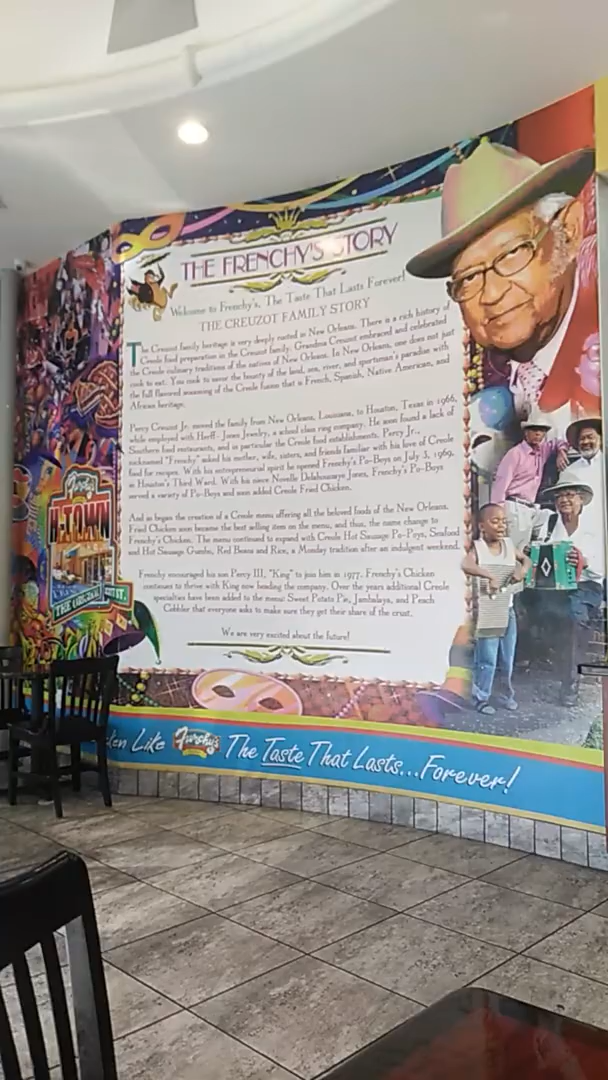 THE FRENCHY'S STORY
Welcome to Frenchy's, The Taste That Lasts Forever!
THE CREUZOT FAMILY STORY
The Creuzot family heritage is very deeply rooted in New Orleans. There is a rich history of
Creole food preparation in the Creuzot family. Grandma Creuzot embraced and celebrated
the Creole culinary traditions of the natives of New Orleans. In New Orleans, one does not just
cook to eat. You cook to savor the bounty of the land, sea, river, and sportsman's paradise with
the full flavored seasoning of the Creole fusion that is French, Spanish, Native American, and
African heritage.
Percy Creuzot Jr. moved the family from New Orleans, Louisiana, to Houston, Texas in 1966,
while employed with Herff-Jones Jewelry, a school class ring company. He soon found a lack of
Southern food restaurants, and in particular the Creole food establishments. Percy Jr.,
nicknamed "Frenchy" asked his mother, wife, sisters, and friends familiar with his love of Creole
food for recipes. With his entrepreneurial spirit he opened Frenchy's Po-Boys on July 3, 1969,
in Houston's Third Ward. With his niece Novelle Jones, Frenchy's Po-Boys
served a variety of Po-Boys and soon added Creole Fried Chicken.
And so began the creation of a Creole menu offering all the beloved foods of the New Orleans.
Fried Chicken soon became the best selling item on the menu, and thus, the name change to
Frenchy's Chicken. The menu continued to expand with Creole Hot Sausage Po-Boys, Seafood
and Hot Sausage Gumbo, Red Beans and Rice, a Monday tradition after an indulgent weekend.
Frenchy encouraged his son Percy III, "King" to join him in 1977. Frenchy's Chicken
continues to thrive with King now heading the company. Over the years additional Creole
specialties have been added to the menu: Sweet Potato Pie, Jambalaya, and Peach
Cobbler that everyone asks to make sure they get their share of the crust.
We are very excited about the future!
Frenchy's
H-TOWN
THE ORIGINAL
Like Frenchy's The Taste That Lasts...Forever!